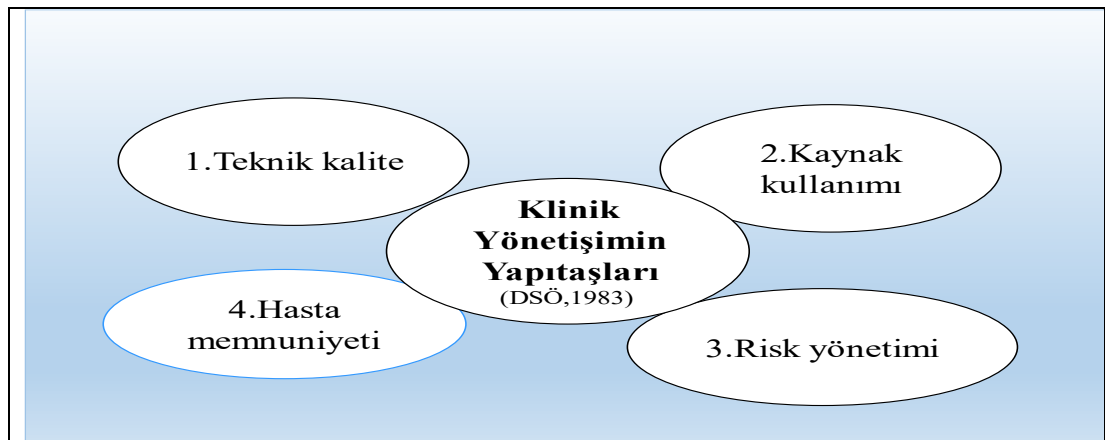 1.Teknik kalite
2.Kaynak
kullanımı
Klinik
Yönetişimin
Yapıtaşları
(DSÖ,1983)
4.Hasta
memnuniyeti
3.Risk yönetimi